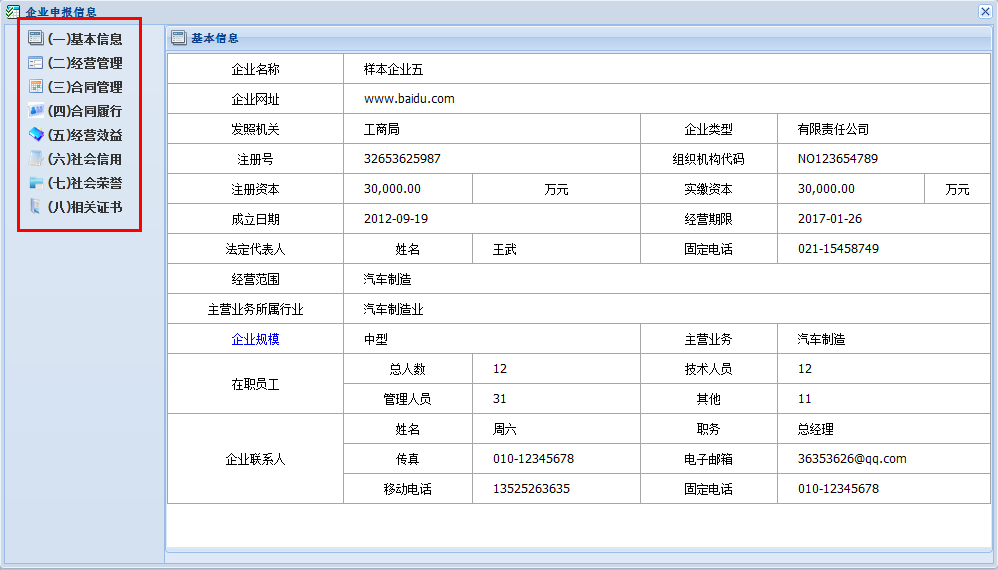 企业申报信息
(一)基本信息
(二)经营管理
(三)合同管理
(四)合同履行
(五)经营效益
(六)社会信用
(七)社会荣誉
(八)相关证书
基本信息
企业名称 样本企业五
企业网址 www.baidu.com
发照机关 工商局 企业类型 有限责任公司
注册号 32653625987 组织机构代码 NO123654789
注册资本 30,000.00 万元 实缴资本 30,000.00 万元
成立日期 2012-09-19 经营期限 2017-01-26
法定代表人 姓名 王武 固定电话 021-15458749
经营范围 汽车制造
主营业务所属行业 汽车制造业
企业规模 中型 主营业务 汽车制造
在职员工 总人数 12 技术人员 12
管理人员 31 其他 11
企业联系人 姓名 周六 职务 总经理
传真 010-12345678 电子邮箱 36353626@qq.com
移动电话 13525263635 固定电话 010-12345678